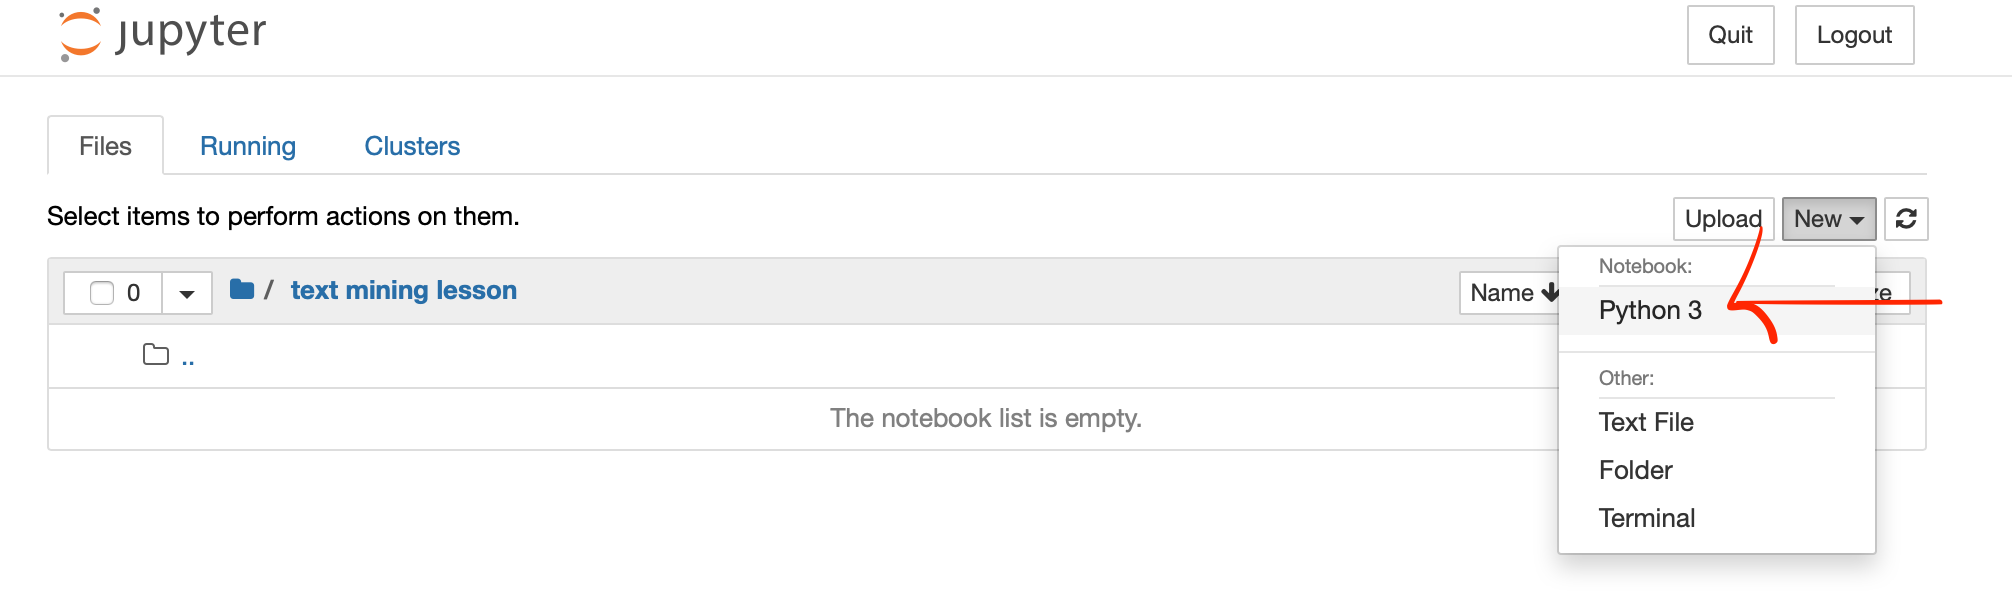 jupyter
Quit
Logout
Files
Running
Clusters
Select items to perform actions on them.
Upload
New
0
/ text mining lesson
Name
Notebook:
Python 3
..
The notebook list is empty.
Other:
Text File
Folder
Terminal